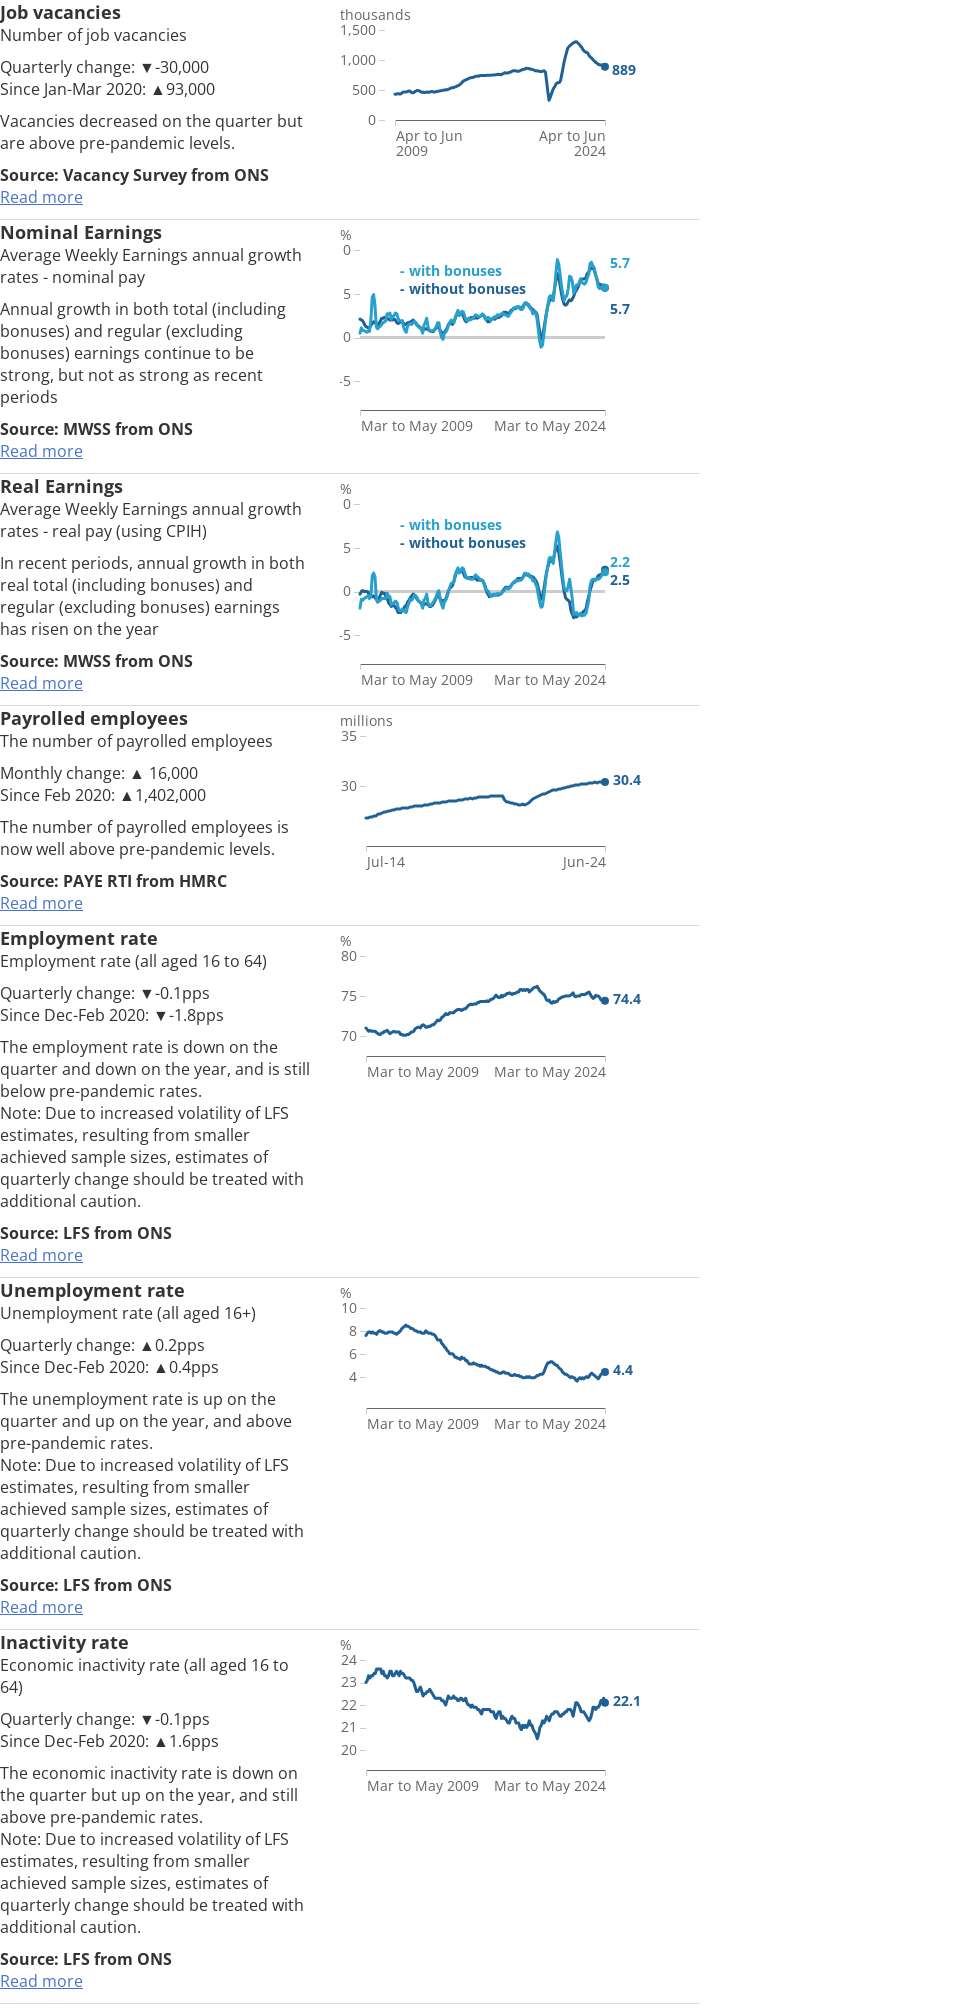 Job vacancies
Number of job vacancies
Quarterly change: ▼-30,000
Since Jan-Mar 2020: ▲93,000
Vacancies decreased on the quarter but
are above pre-pandemic levels.
Source: Vacancy Survey from ONS
Read more
thousands
1,500
1,000
500
0
889
Apr to Jun
2009
Apr to Jun
2024
Nominal Earnings
Average Weekly Earnings annual growth
rates - nominal pay
Annual growth in both total (including
bonuses) and regular (excluding
bonuses) earnings continue to be
strong, but not as strong as recent
periods
Source: MWSS from ONS
Read more
%
0
5
0
-5
- with bonuses
- without bonuses
5.7
5.7
Mar to May 2009
Mar to May 2024
Real Earnings
Average Weekly Earnings annual growth
rates - real pay (using CPIH)
In recent periods, annual growth in both
real total (including bonuses) and
regular (excluding bonuses) earnings
has risen on the year
Source: MWSS from ONS
Read more
%
0
5
0
-5
- with bonuses
- without bonuses
2.2
2.5
Mar to May 2009
Mar to May 2024
Payrolled employees
The number of payrolled employees
Monthly change: ▲ 16,000
Since Feb 2020: ▲1,402,000
The number of payrolled employees is
now well above pre-pandemic levels.
Source: PAYE RTI from HMRC
Read more
millions
35
30
30.4
Jul-14
Jun-24
Employment rate
Employment rate (all aged 16 to 64)
Quarterly change: ▼-0.1pps
Since Dec-Feb 2020: ▼-1.8pps
The employment rate is down on the
quarter and down on the year, and is still
below pre-pandemic rates.
Note: Due to increased volatility of LFS
estimates, resulting from smaller
achieved sample sizes, estimates of
quarterly change should be treated with
additional caution.
Source: LFS from ONS
Read more
%
80
75
70
74.4
Mar to May 2009
Mar to May 2024
Unemployment rate
Unemployment rate (all aged 16+)
Quarterly change: ▲0.2pps
Since Dec-Feb 2020: ▲0.4pps
The unemployment rate is up on the
quarter and up on the year, and above
pre-pandemic rates.
Note: Due to increased volatility of LFS
estimates, resulting from smaller
achieved sample sizes, estimates of
quarterly change should be treated with
additional caution.
Source: LFS from ONS
Read more
%
10
8
6
4
4.4
Mar to May 2009
Mar to May 2024
Inactivity rate
Economic inactivity rate (all aged 16 to
64)
Quarterly change: ▼-0.1pps
Since Dec-Feb 2020: ▲1.6pps
The economic inactivity rate is down on
the quarter but up on the year, and still
above pre-pandemic rates.
Note: Due to increased volatility of LFS
estimates, resulting from smaller
achieved sample sizes, estimates of
quarterly change should be treated with
additional caution.
Source: LFS from ONS
Read more
%
24
23
22
21
20
22.1
Mar to May 2009
Mar to May 2024